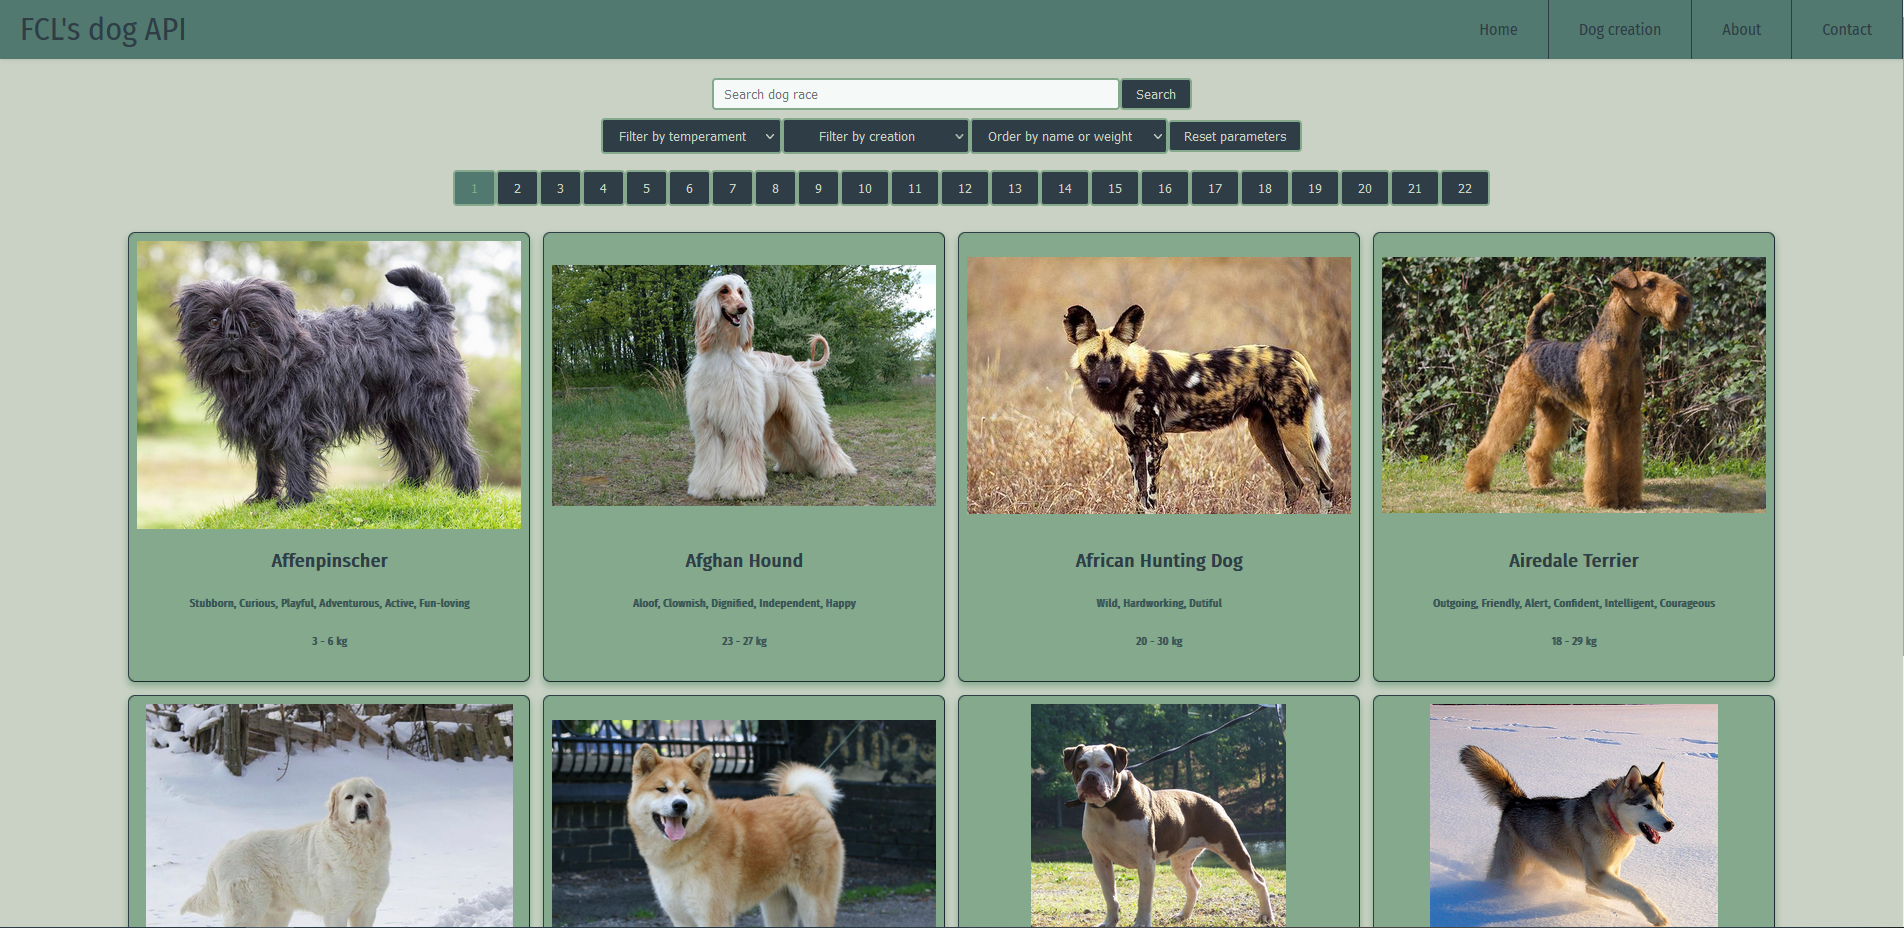 FCL's dog API
Home Dog creation About Contact
Search dog race Search
Filter by temperament Filter by creation Order by name or weight Reset parameters
1 2 3 4 5 6 7 8 9 10 11 12 13 14 15 16 17 18 19 20 21 22
Affenpinscher
Stubborn, Curious, Playful, Adventurous, Active, Fun-loving
3 - 6 kg
Afghan Hound
Aloof, Clownish, Dignified, Independent, Happy
23 - 27 kg
African Hunting Dog
Wild, Hardworking, Dutiful
20 - 30 kg
Airedale Terrier
Outgoing, Friendly, Alert, Confident, Intelligent, Courageous
18 - 29 kg